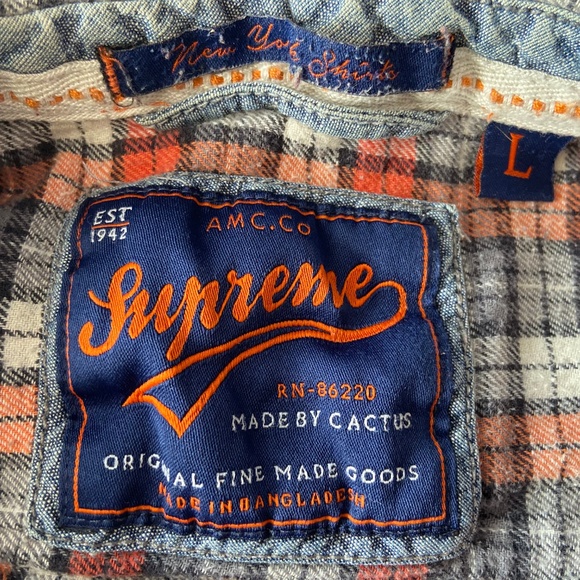 New York Shirts
L
EST
1942
AMC.Co
Supreme
RN-86220
MADE BY CACTUS
ORIGINAL FINE MADE GOODS
MADE IN BANGLADESH